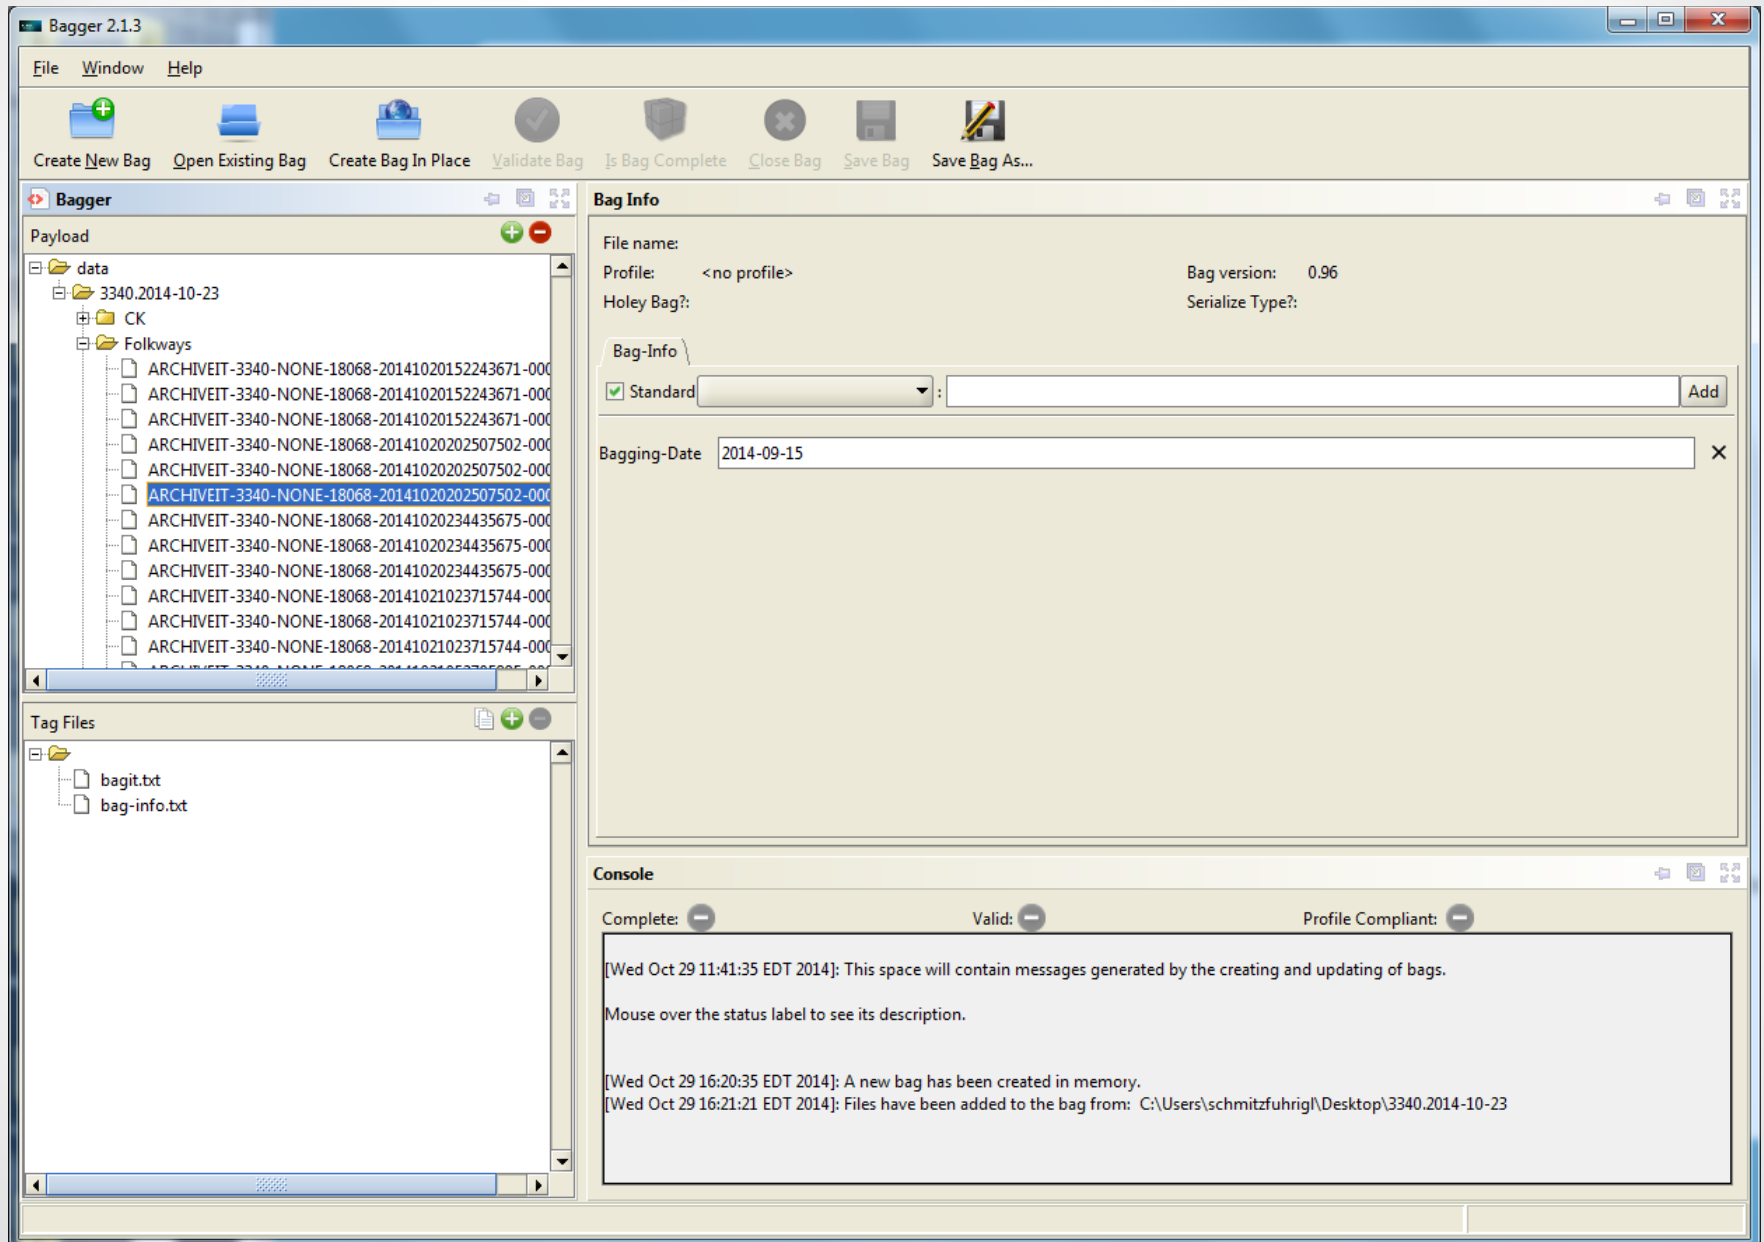 Bagger 2.1.3
File Window Help
Create New Bag Open Existing Bag Create Bag In Place Validate Bag Is Bag Complete Close Bag Save Bag Save Bag As...
Bagger
Payload
data
3340.2014-10-23
CK
Folkways
ARCHIVEIT-3340-NONE-18068-20141020152243671-000
ARCHIVEIT-3340-NONE-18068-20141020152243671-000
ARCHIVEIT-3340-NONE-18068-20141020152243671-000
ARCHIVEIT-3340-NONE-18068-20141020202507502-000
ARCHIVEIT-3340-NONE-18068-20141020202507502-000
ARCHIVEIT-3340-NONE-18068-20141020202507502-000
ARCHIVEIT-3340-NONE-18068-20141020234435675-000
ARCHIVEIT-3340-NONE-18068-20141020234435675-000
ARCHIVEIT-3340-NONE-18068-20141020234435675-000
ARCHIVEIT-3340-NONE-18068-20141021023715744-000
ARCHIVEIT-3340-NONE-18068-20141021023715744-000
ARCHIVEIT-3340-NONE-18068-20141021023715744-000
Tag Files
bagit.txt
bag-info.txt
Bag Info
File name:
Profile: <no profile> Bag version: 0.96
Holey Bag?: Serialize Type?:
Bag-Info
Standard : Add
Bagging-Date 2014-09-15
Console
Complete: Valid: Profile Compliant:
[Wed Oct 29 11:41:35 EDT 2014]: This space will contain messages generated by the creating and updating of bags.
Mouse over the status label to see its description.
[Wed Oct 29 16:20:35 EDT 2014]: A new bag has been created in memory.
[Wed Oct 29 16:21:21 EDT 2014]: Files have been added to the bag from: C:\Users\schmitzfuhrigl\Desktop\3340.2014-10-23